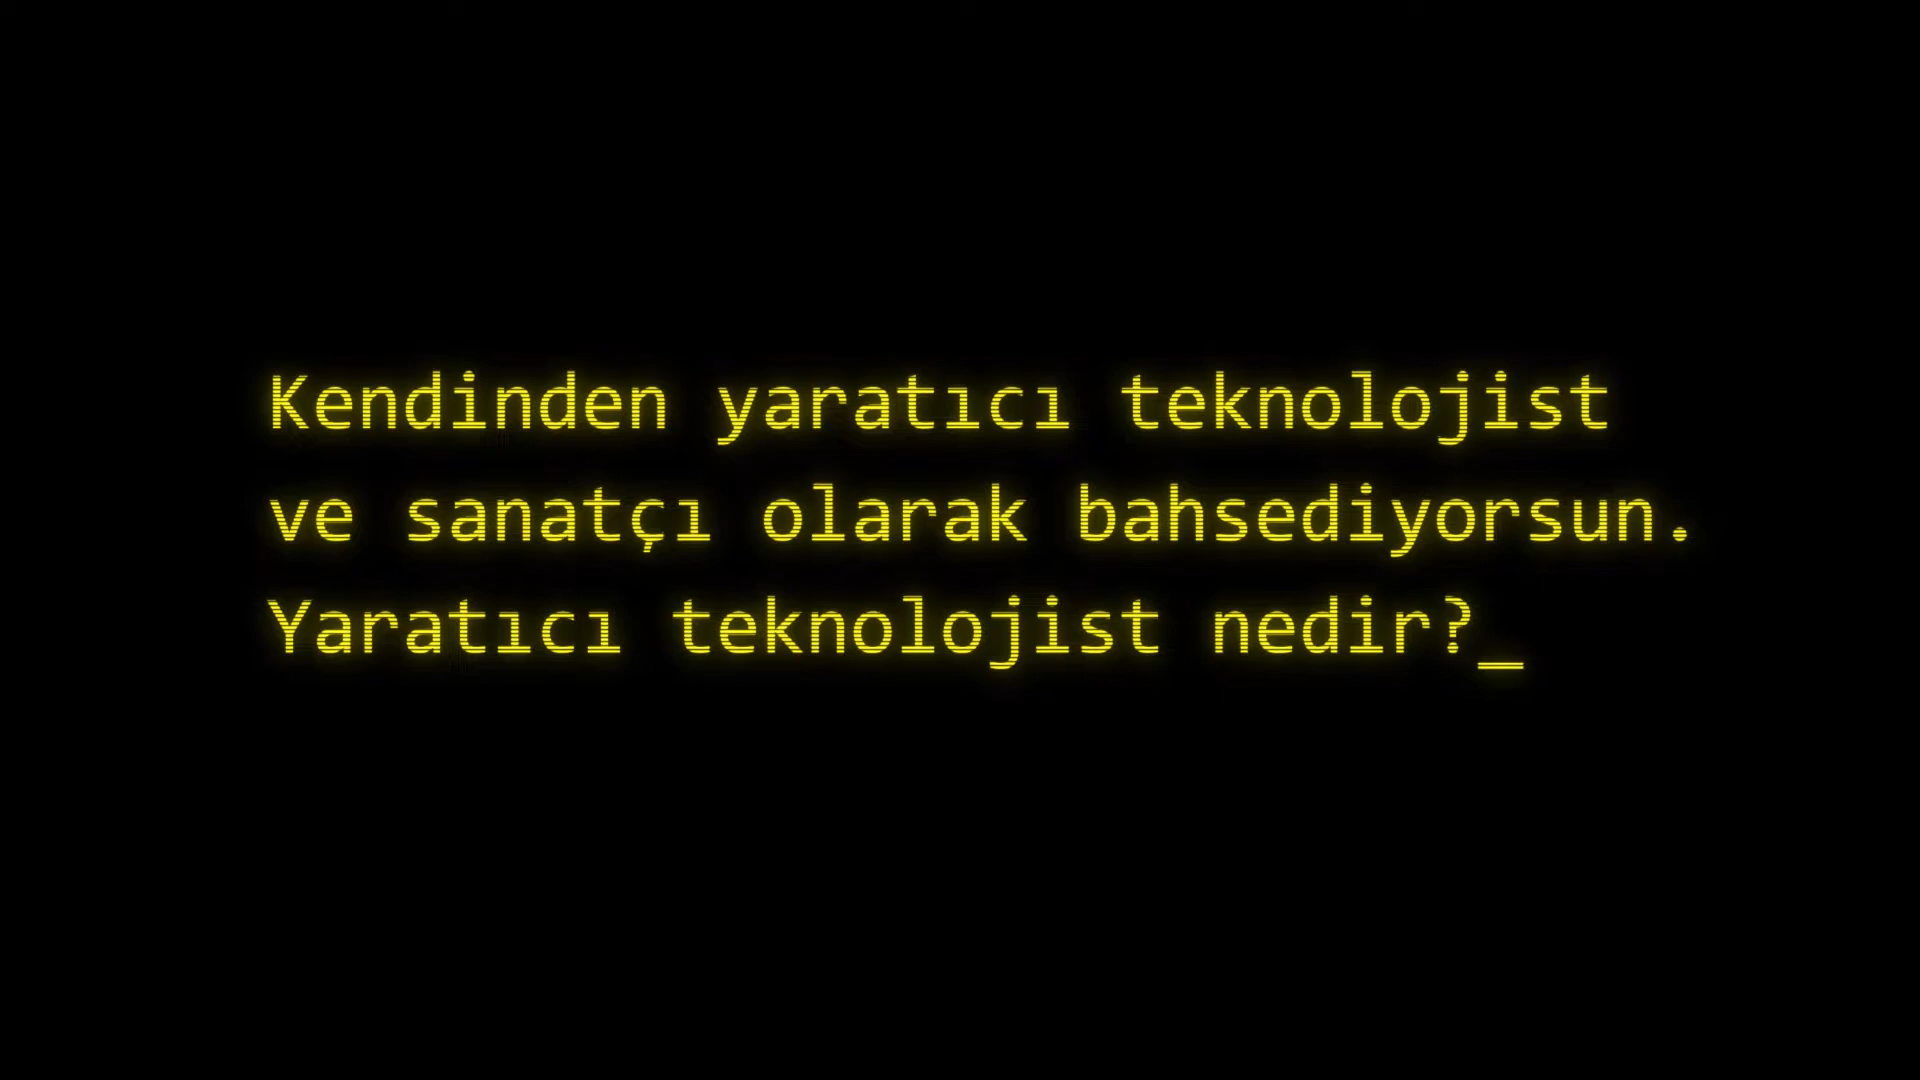 Kendinden yaratıcı teknolojist
ve sanatçı olarak bahsediyorsun.
Yaratıcı teknolojist nedir?_